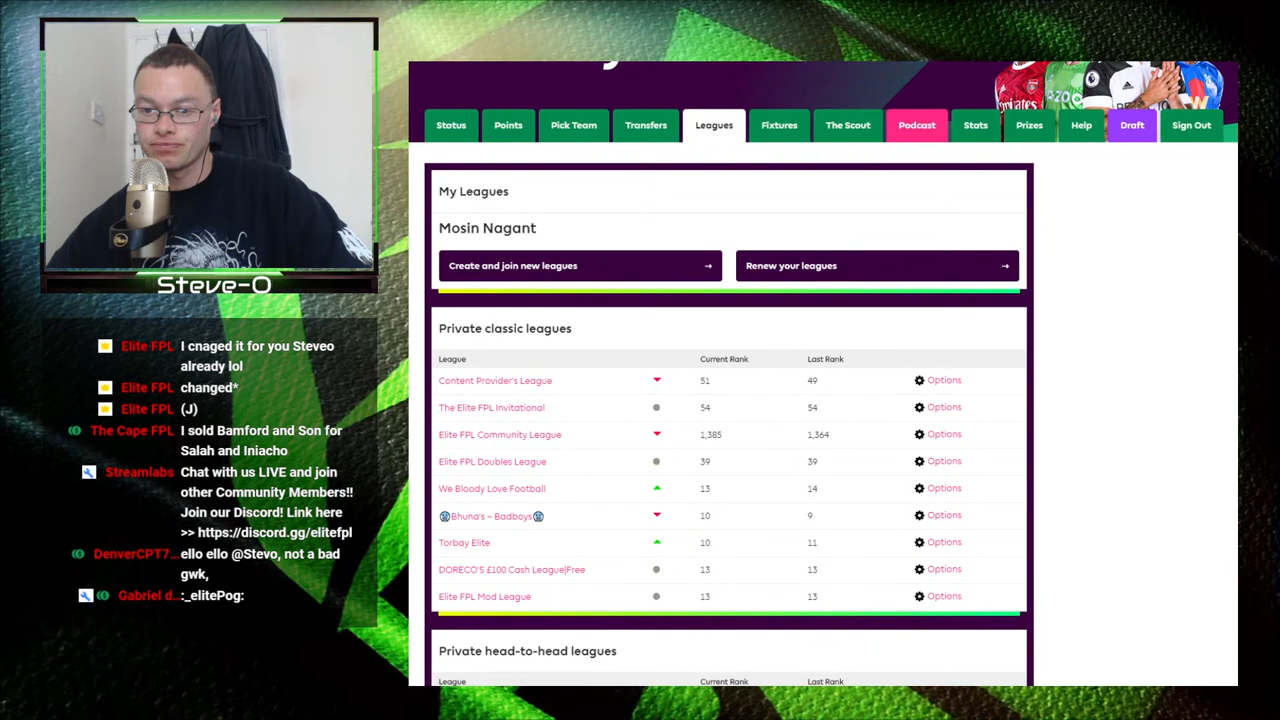 Status Points Pick Team Transfers Leagues Fixtures The Scout Podcast Stats Prizes Help Draft Sign Out
My Leagues
Mosin Nagant
Create and join new leagues → Renew your leagues →
Private classic leagues
League Current Rank Last Rank
Content Provider's League 51 49 Options
The Elite FPL Invitational 54 54 Options
Elite FPL Community League 1,385 1,364 Options
Elite FPL Doubles League 39 39 Options
We Bloody Love Football 13 14 Options
Bhuna's ~ Badboys 10 9 Options
Torbay Elite 10 11 Options
DORECO'S £100 Cash League|Free 13 13 Options
Elite FPL Mod League 13 13 Options
Private head-to-head leagues
League Current Rank Last Rank
Steve-O
Elite FPL I cnaged it for you Steveo
already lol
Elite FPL changed*
Elite FPL (J)
The Cape FPL I sold Bamford and Son for
Salah and Iniacho
Streamlabs Chat with us LIVE and join
other Community Members!!
Join our Discord! Link here
>> https://discord.gg/elitefpl
DenverCPT7... ello ello @Stevo, not a bad
gwk,
Gabriel d... :_elitePog: